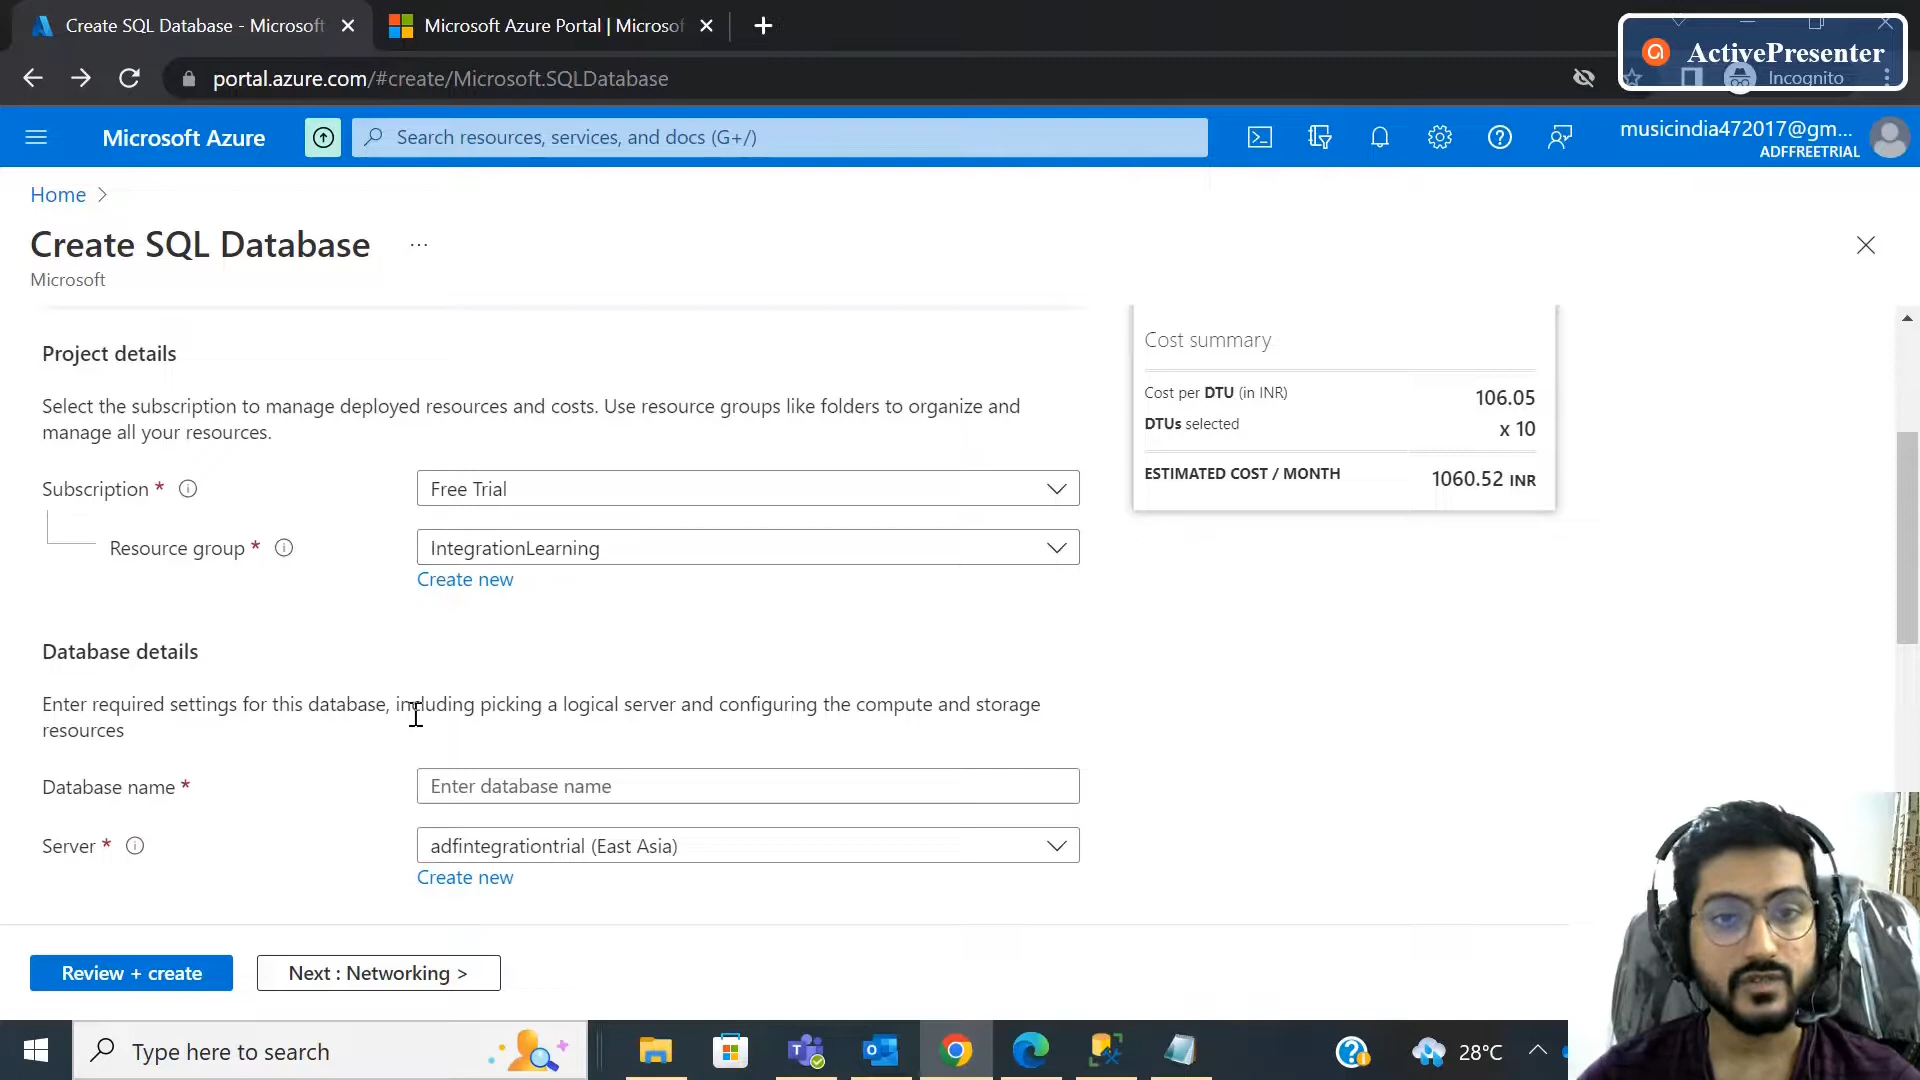 Create SQL Database - Microsoft
Microsoft Azure Portal | Microsof
ActivePresenter
portal.azure.com/#create/Microsoft.SQLDatabase
Incognito
Microsoft Azure
Search resources, services, and docs (G+/)
musicindia472017@gm...
ADFFREETRIAL
Home
Create SQL Database
Microsoft
Project details
Select the subscription to manage deployed resources and costs. Use resource groups like folders to organize and
manage all your resources.
Subscription *
Free Trial
Resource group *
IntegrationLearning
Create new
Database details
Enter required settings for this database, including picking a logical server and configuring the compute and storage
resources
Database name *
Enter database name
Server *
adfintegrationtrial (East Asia)
Create new
Cost summary
Cost per DTU (in INR) 106.05
DTUs selected x 10
ESTIMATED COST / MONTH 1060.52 INR
Review + create
Next : Networking >
Type here to search
28°C